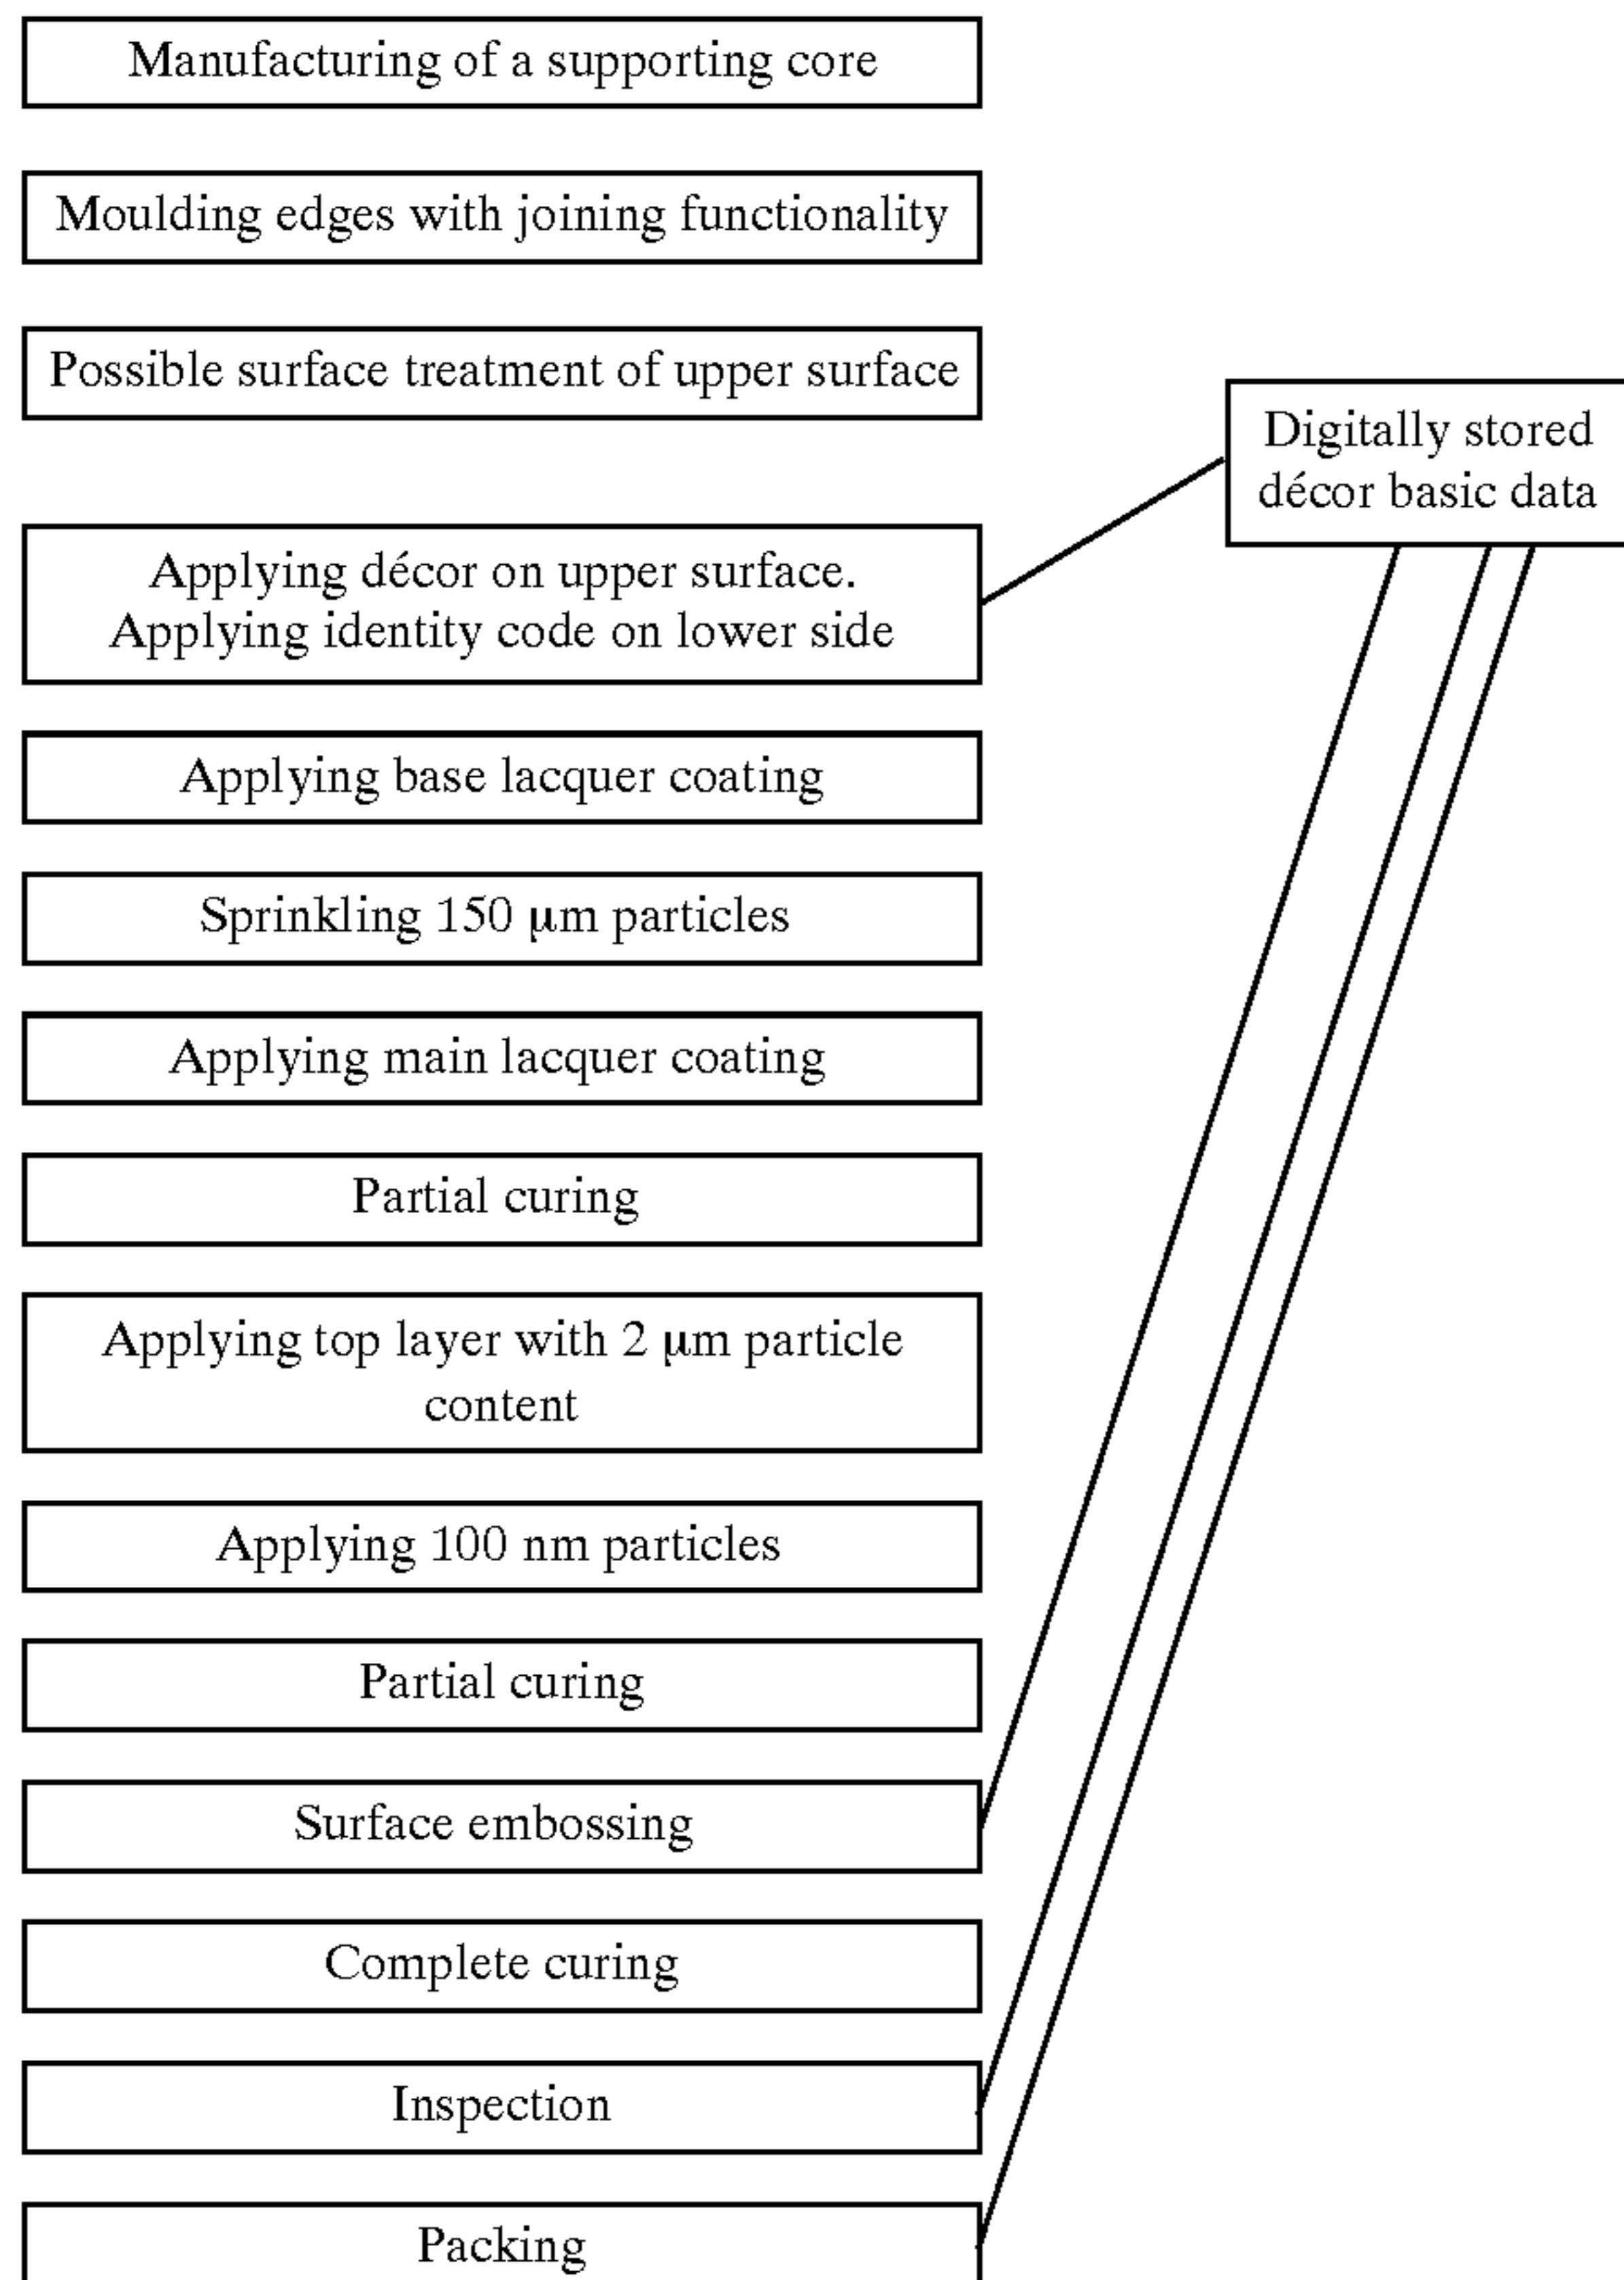 Manufacturing of a supporting core
Moulding edges with joining functionality
Possible surface treatment of upper surface
Digitally stored
décor basic data
Applying décor on upper surface.
Applying identity code on lower side
Applying base lacquer coating
Sprinkling 150 µm particles
Applying main lacquer coating
Partial curing
Applying top layer with 2 µm particle
content
Applying 100 nm particles
Partial curing
Surface embossing
Complete curing
Inspection
Packing